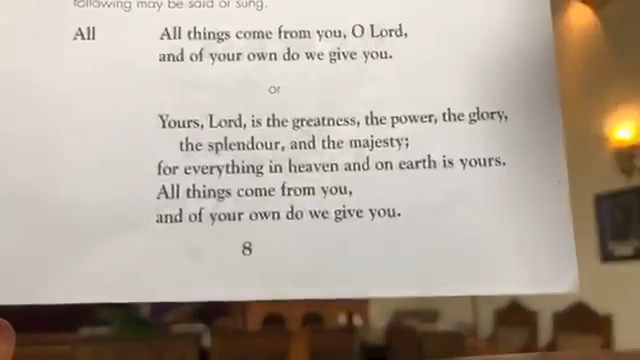 following may be said or sung.
All All things come from you, O Lord,
and of your own do we give you.
or
Yours, Lord, is the greatness, the power, the glory,
the splendour, and the majesty;
for everything in heaven and on earth is yours.
All things come from you,
and of your own do we give you.
8